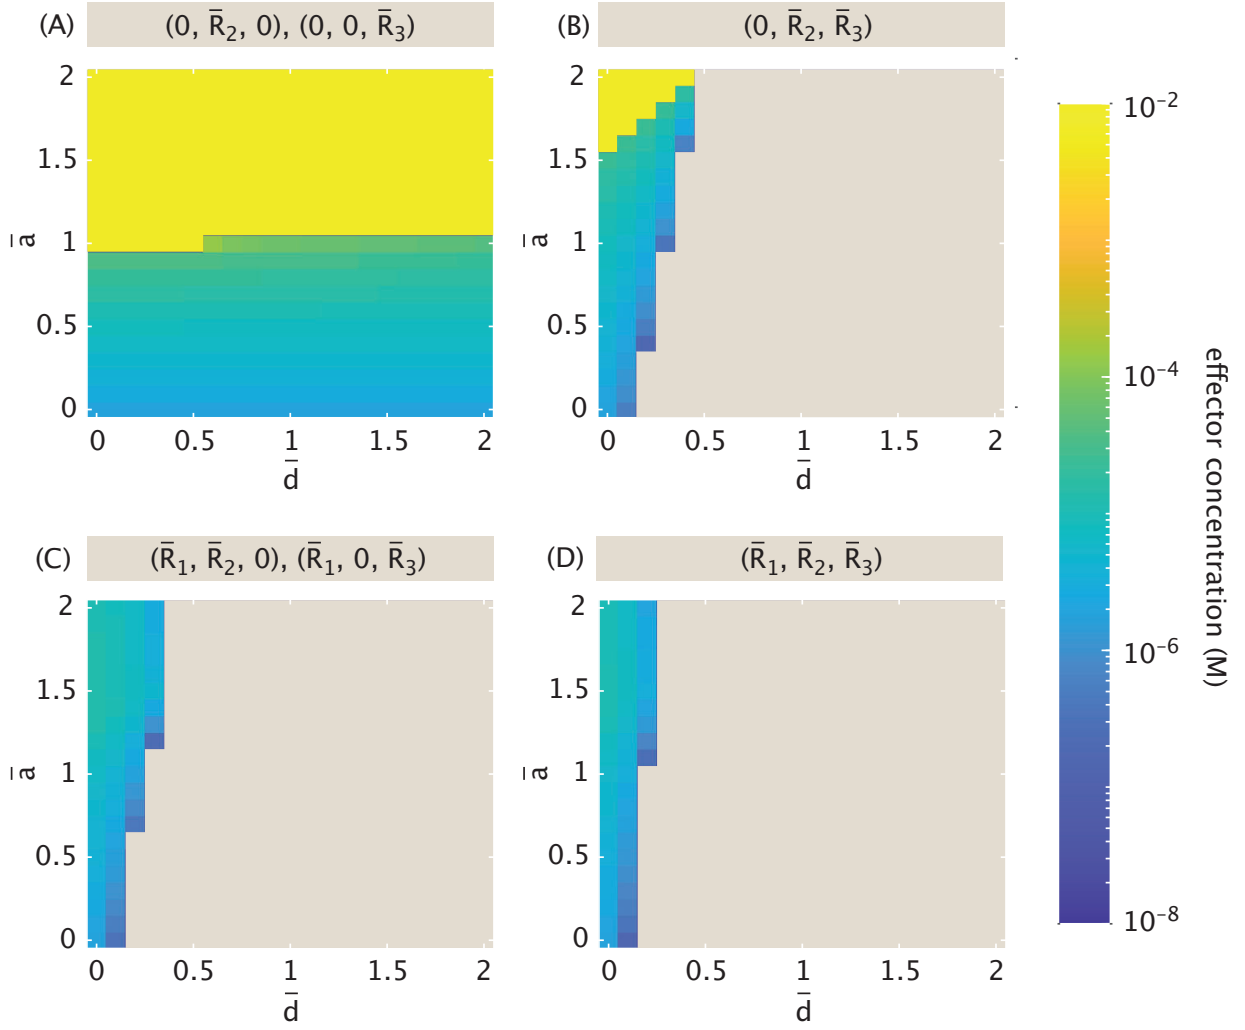 (A) (0, R̅₂, 0), (0, 0, R̅₃)
2
1.5
1
0.5
0
a̅
0 0.5 1 1.5 2
d̅
(B) (0, R̅₂, R̅₃)
2
1.5
1
0.5
0
a̅
0 0.5 1 1.5 2
d̅
(C) (R̅₁, R̅₂, 0), (R̅₁, 0, R̅₃)
2
1.5
1
0.5
0
a̅
0 0.5 1 1.5 2
d̅
(D) (R̅₁, R̅₂, R̅₃)
2
1.5
1
0.5
0
a̅
0 0.5 1 1.5 2
d̅
10⁻²
10⁻⁴
10⁻⁶
10⁻⁸
effector concentration (M)